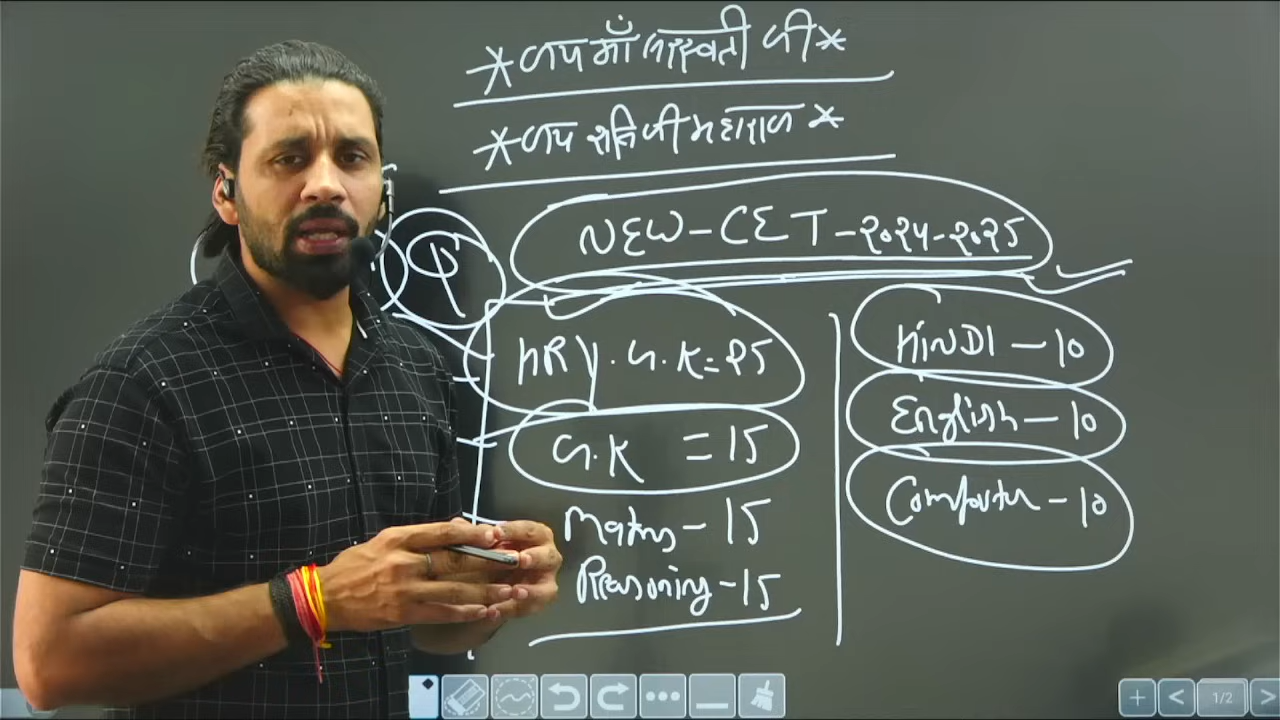 *जय माँ सरस्वती जी*
*जय शनि जी महाराज*
NEW-CET-२०२४-२०२५
HRY.G.K=25
G.K =15
Maths-15
Reasoning-15
HiNDI-10
English-10
Computer-10
1/2